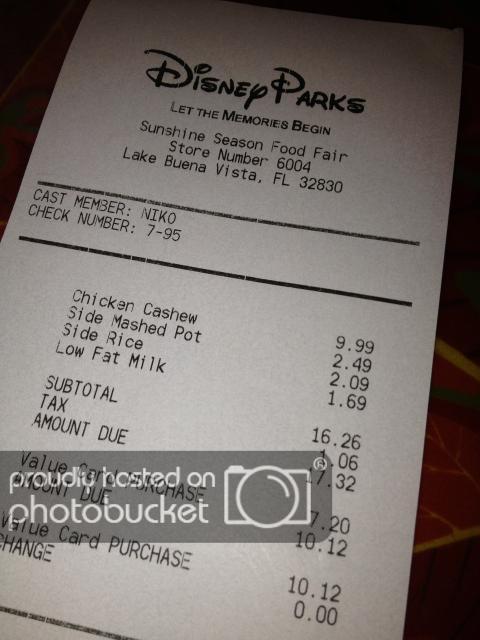 Disney Parks
LET THE MEMORIES BEGIN
Sunshine Season Food Fair
Store Number 6004
Lake Buena Vista, FL 32830
CAST MEMBER: NIKO
CHECK NUMBER: 7-95
Chicken Cashew 9.99
Side Mashed Pot 2.49
Side Rice 2.09
Low Fat Milk 1.69
SUBTOTAL 16.26
TAX 1.06
AMOUNT DUE 17.32
Value Card PURCHASE 7.20
AMOUNT DUE 10.12
Value Card PURCHASE 10.12
CHANGE 0.00
proudly hosted on
photobucket